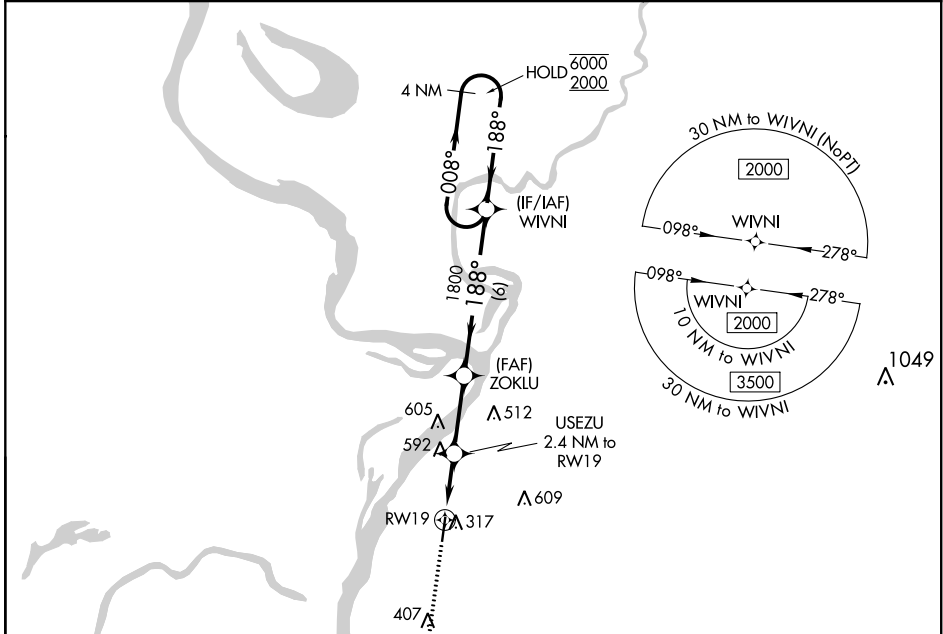 HOLD 6000
2000
4 NM
188°
008°
(IF/IAF)
WIVNI
1800
188°
(6)
(FAF)
ZOKLU
605
512
592
USEZU
2.4 NM to
RW19
609
RW19
317
407
30 NM to WIVNI (NoPT)
2000
WIVNI
098°
278°
098°
278°
WIVNI
2000
10 NM to WIVNI
3500
30 NM to WIVNI
1049